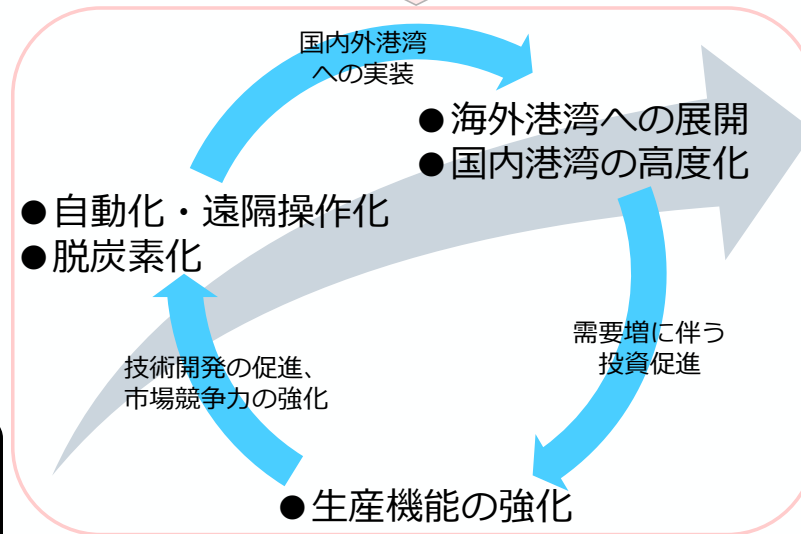 国内外港湾
への実装
●海外港湾への展開
●国内港湾の高度化
●自動化・遠隔操作化
●脱炭素化
需要増に伴う
投資促進
技術開発の促進、
市場競争力の強化
●生産機能の強化